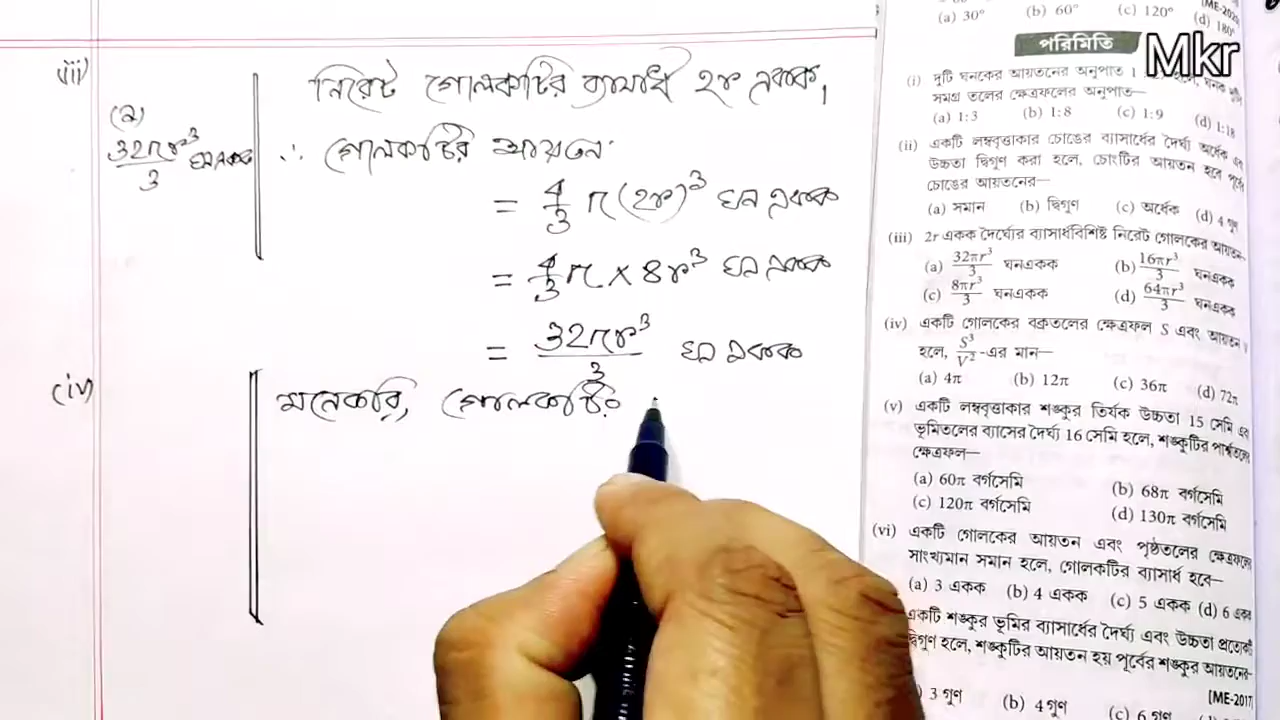 iii)
(a)
32πr³/3 ঘনএকক
নিরেট গোলকটির ব্যাসার্ধ 2r একক,
∴ গোলকটির আয়তন
= 4/3 π(2r)³ ঘন একক
= 4/3 π × 8r³ ঘন একক
= 32πr³/3 ঘন একক
(iv)
মনেকরি, গোলকটির
[ME-202
(a) 30° (b) 60° (c) 120° (d) 180°
পরিমিতি
Mkr
(i) দুটি ঘনকের আয়তনের অনুপাত 1
সমগ্র তলের ক্ষেত্রফলের অনুপাত—
(a) 1:3 (b) 1:8 (c) 1:9 (d) 1:18
(ii) একটি লম্ববৃত্তাকার চোঙের ব্যাসার্ধের দৈর্ঘ্য অর্ধেক এবং
উচ্চতা দ্বিগুণ করা হলে, চোংটির আয়তন হবে পূর্বের
চোঙের আয়তনের—
(a) সমান (b) দ্বিগুণ (c) অর্ধেক (d) 4 গুণ
(iii) 2r একক দৈর্ঘ্যের ব্যাসার্ধবিশিষ্ট নিরেট গোলকের আয়তন—
(a) 32πr³/3 ঘনএকক (b) 16πr³/3 ঘনএকক
(c) 8πr³/3 ঘনএকক (d) 64πr³/3 ঘনএকক
(iv) একটি গোলকের বক্রতলের ক্ষেত্রফল S এবং আয়তন V
হলে, S³/V² -এর মান—
(a) 4π (b) 12π (c) 36π (d) 72π
(v) একটি লম্ববৃত্তাকার শঙ্কুর তির্যক উচ্চতা 15 সেমি এবং
ভূমিতলের ব্যাসের দৈর্ঘ্য 16 সেমি হলে, শঙ্কুটির পার্শ্বতলের
ক্ষেত্রফল—
(a) 60π বর্গসেমি (b) 68π বর্গসেমি
(c) 120π বর্গসেমি (d) 130π বর্গসেমি
(vi) একটি গোলকের আয়তন এবং পৃষ্ঠতলের ক্ষেত্রফলের
সাংখ্যমান সমান হলে, গোলকটির ব্যাসার্ধ হবে—
(a) 3 একক (b) 4 একক (c) 5 একক (d) 6 একক
একটি শঙ্কুর ভূমির ব্যাসার্ধের দৈর্ঘ্য এবং উচ্চতা প্রত্যেকটি
দ্বিগুণ হলে, শঙ্কুটির আয়তন হয় পূর্বের শঙ্কুর আয়তনের—
[ME-2017
) 3 গুণ (b) 4 গুণ (c) 6 গুণ